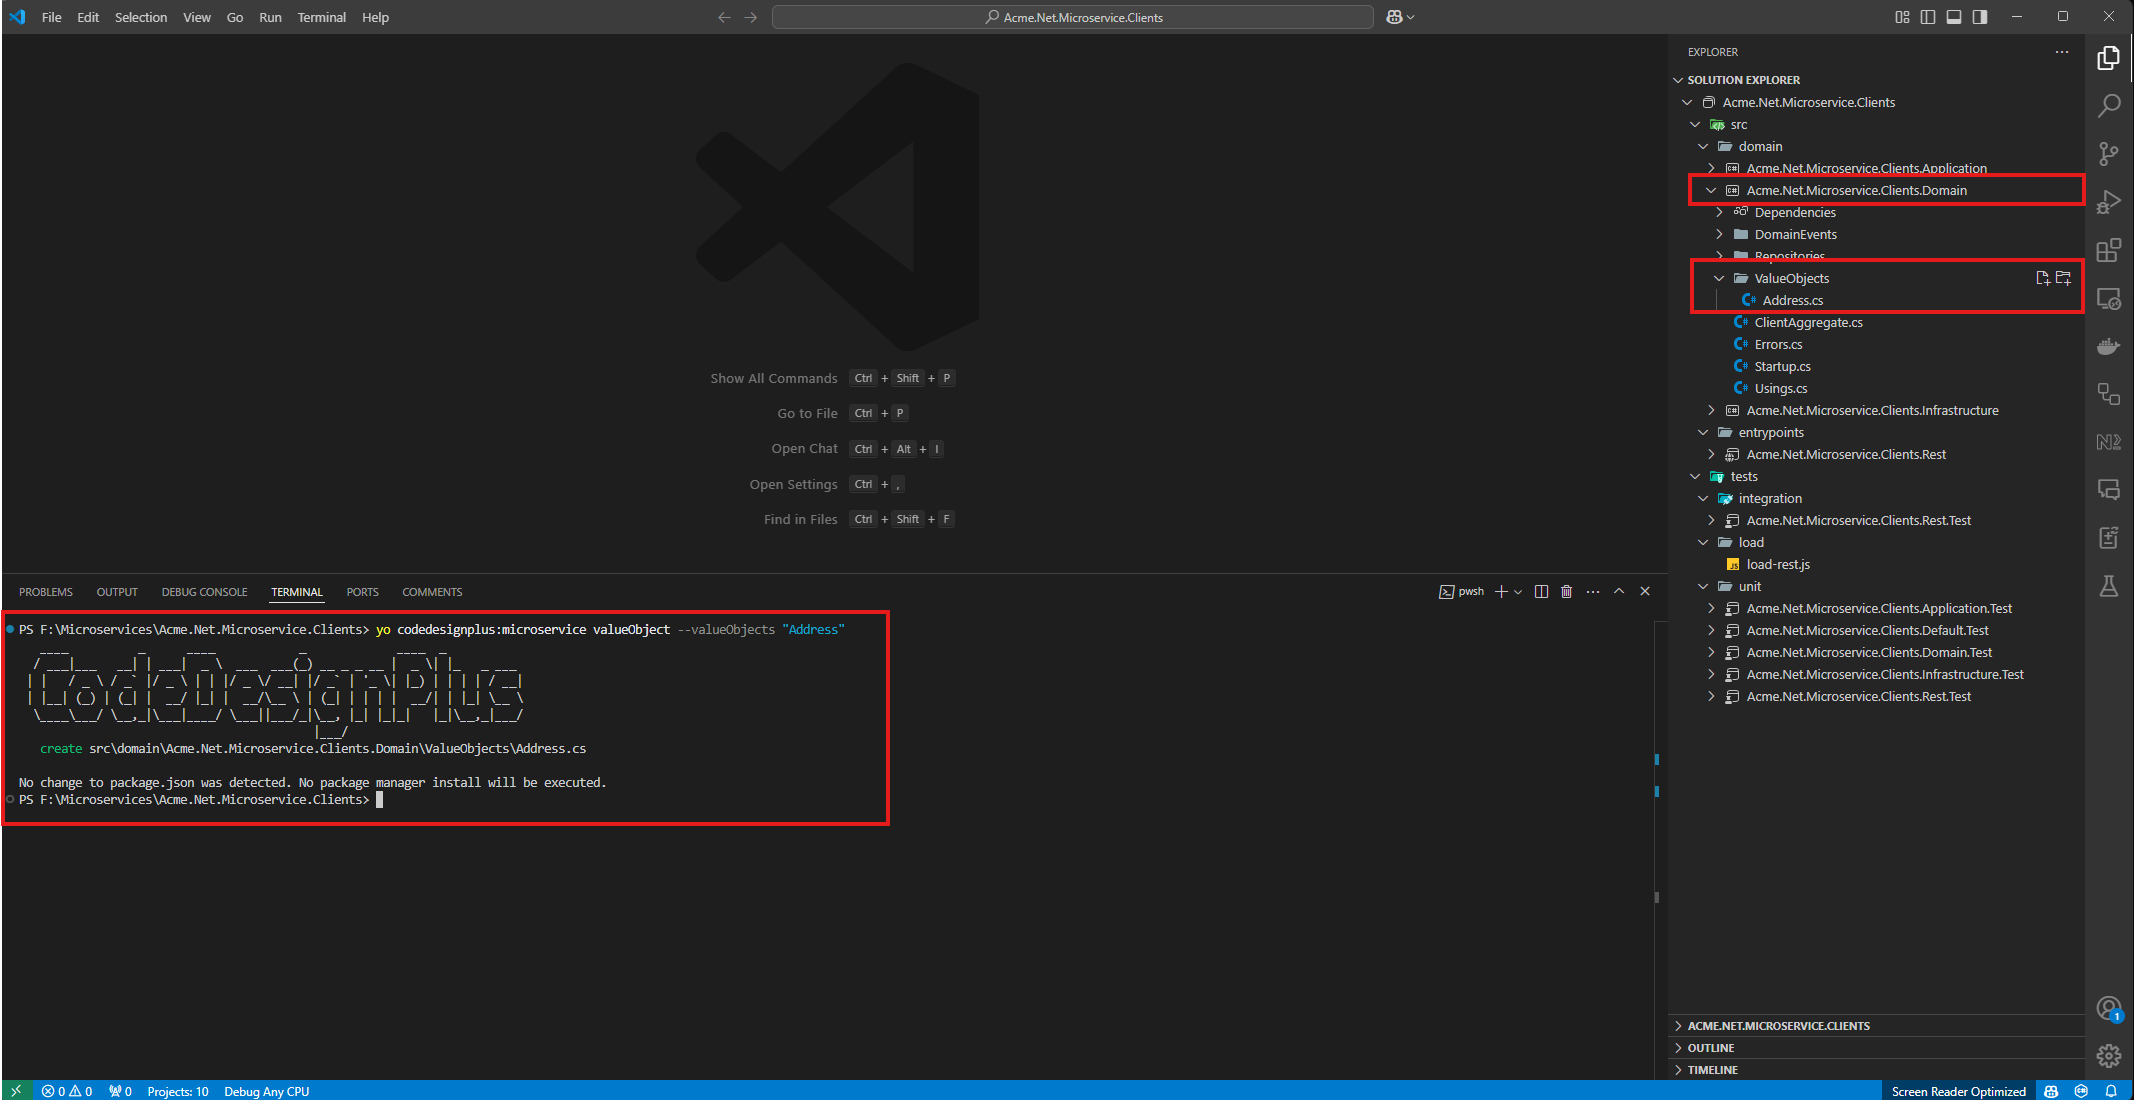 File Edit Selection View Go Run Terminal Help
Acme.Net.Microservice.Clients
Show All Commands Ctrl + Shift + P
Go to File Ctrl + P
Open Chat Ctrl + Alt + I
Open Settings Ctrl + ,
Find in Files Ctrl + Shift + F
PROBLEMS OUTPUT DEBUG CONSOLE TERMINAL PORTS COMMENTS
pwsh
PS F:\Microservices\Acme.Net.Microservice.Clients> yo codedesignplus:microservice valueObject --valueObjects "Address"
CodeDesignPlus
create src\domain\Acme.Net.Microservice.Clients.Domain\ValueObjects\Address.cs
No change to package.json was detected. No package manager install will be executed.
PS F:\Microservices\Acme.Net.Microservice.Clients>
EXPLORER
SOLUTION EXPLORER
Acme.Net.Microservice.Clients
src
domain
Acme.Net.Microservice.Clients.Application
Acme.Net.Microservice.Clients.Domain
Dependencies
DomainEvents
Repositories
ValueObjects
Address.cs
ClientAggregate.cs
Errors.cs
Startup.cs
Usings.cs
Acme.Net.Microservice.Clients.Infrastructure
entrypoints
Acme.Net.Microservice.Clients.Rest
tests
integration
Acme.Net.Microservice.Clients.Rest.Test
load
load-rest.js
unit
Acme.Net.Microservice.Clients.Application.Test
Acme.Net.Microservice.Clients.Default.Test
Acme.Net.Microservice.Clients.Domain.Test
Acme.Net.Microservice.Clients.Infrastructure.Test
Acme.Net.Microservice.Clients.Rest.Test
ACME.NET.MICROSERVICE.CLIENTS
OUTLINE
TIMELINE
1
0 0 0 Projects: 10 Debug Any CPU
Screen Reader Optimized